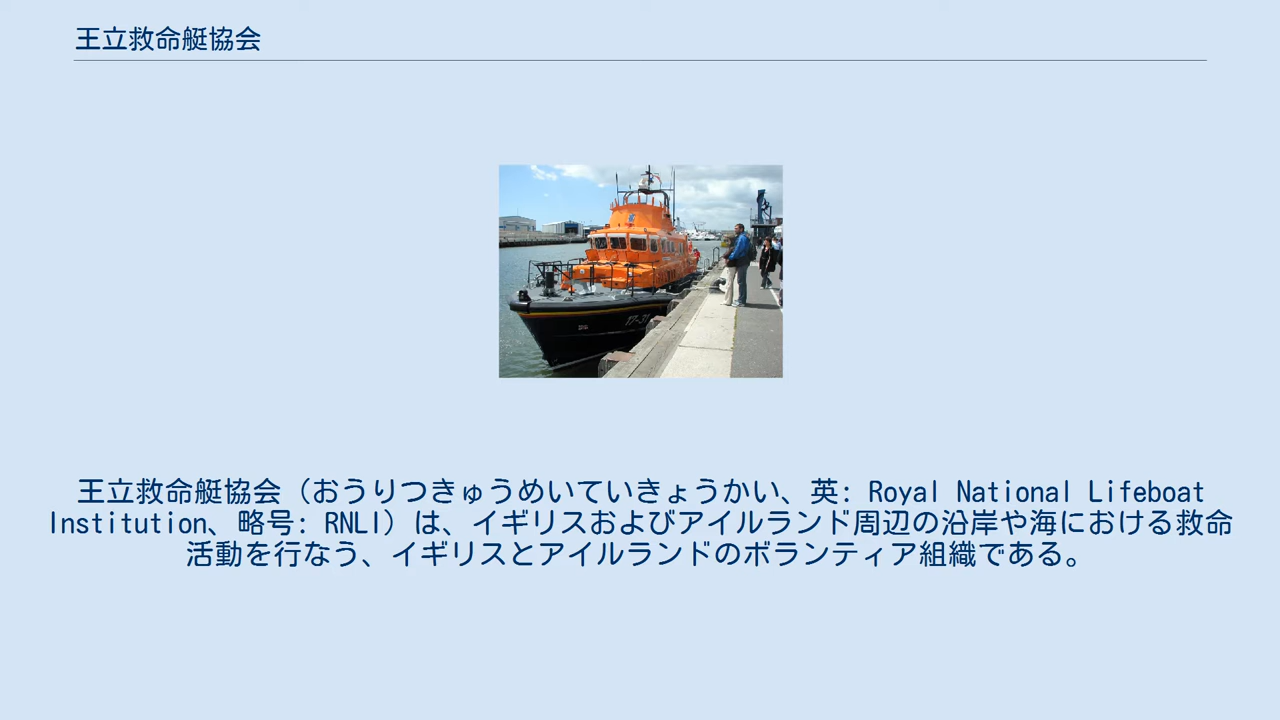 王立救命艇協会
17-31
王立救命艇協会（おうりつきゅうめいていきょうかい、英: Royal National Lifeboat
Institution、略号: RNLI）は、イギリスおよびアイルランド周辺の沿岸や海における救命
活動を行なう、イギリスとアイルランドのボランティア組織である。